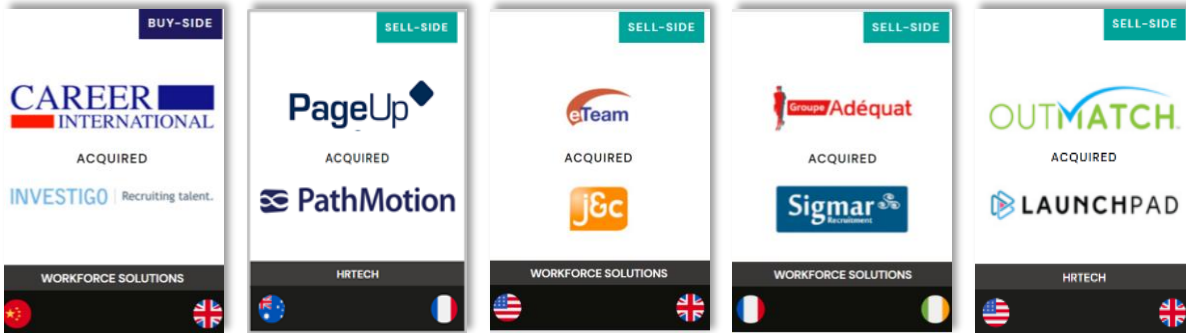 BUY-SIDE
CAREER
INTERNATIONAL
ACQUIRED
INVESTIGO | Recruiting talent.
WORKFORCE SOLUTIONS
SELL-SIDE
PageUp
ACQUIRED
PathMotion
HRTECH
SELL-SIDE
eTeam
ACQUIRED
j&c
WORKFORCE SOLUTIONS
SELL-SIDE
Groupe Adéquat
ACQUIRED
Sigmar
Recruitment
WORKFORCE SOLUTIONS
SELL-SIDE
OUTMATCH
ACQUIRED
LAUNCHPAD
HRTECH